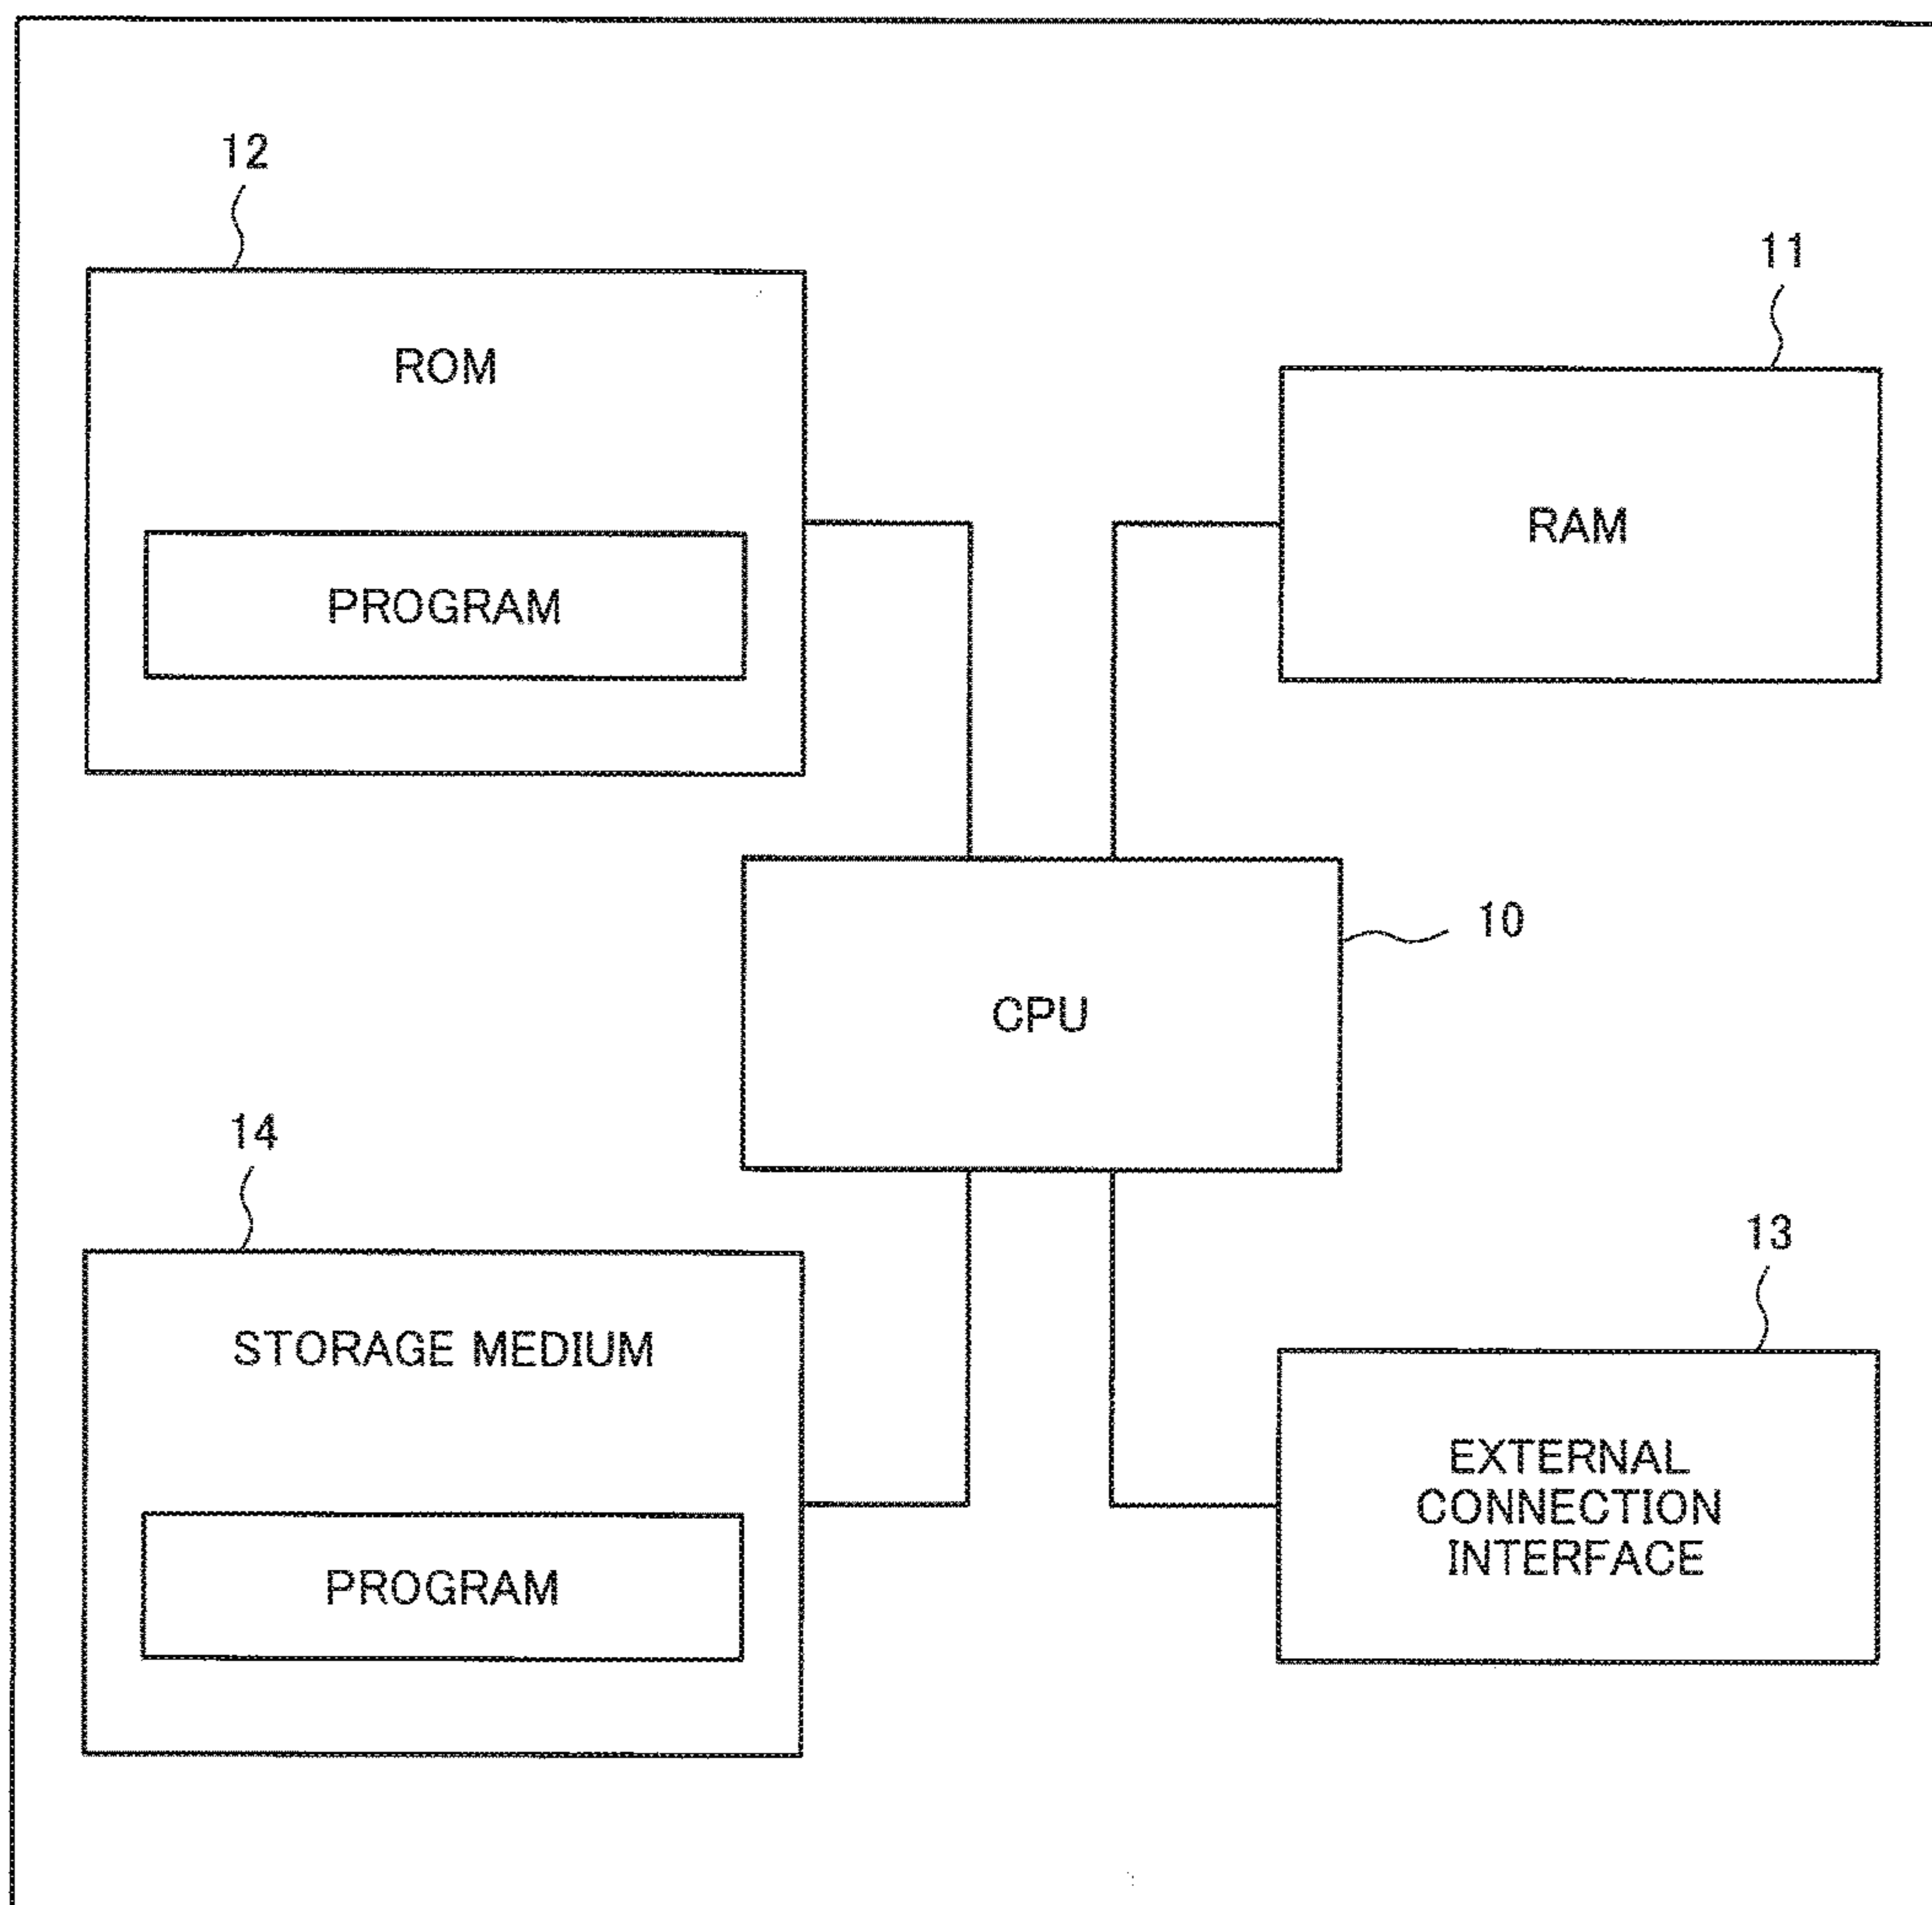 12
ROM
PROGRAM
11
RAM
10
CPU
14
STORAGE MEDIUM
PROGRAM
13
EXTERNAL
CONNECTION
INTERFACE